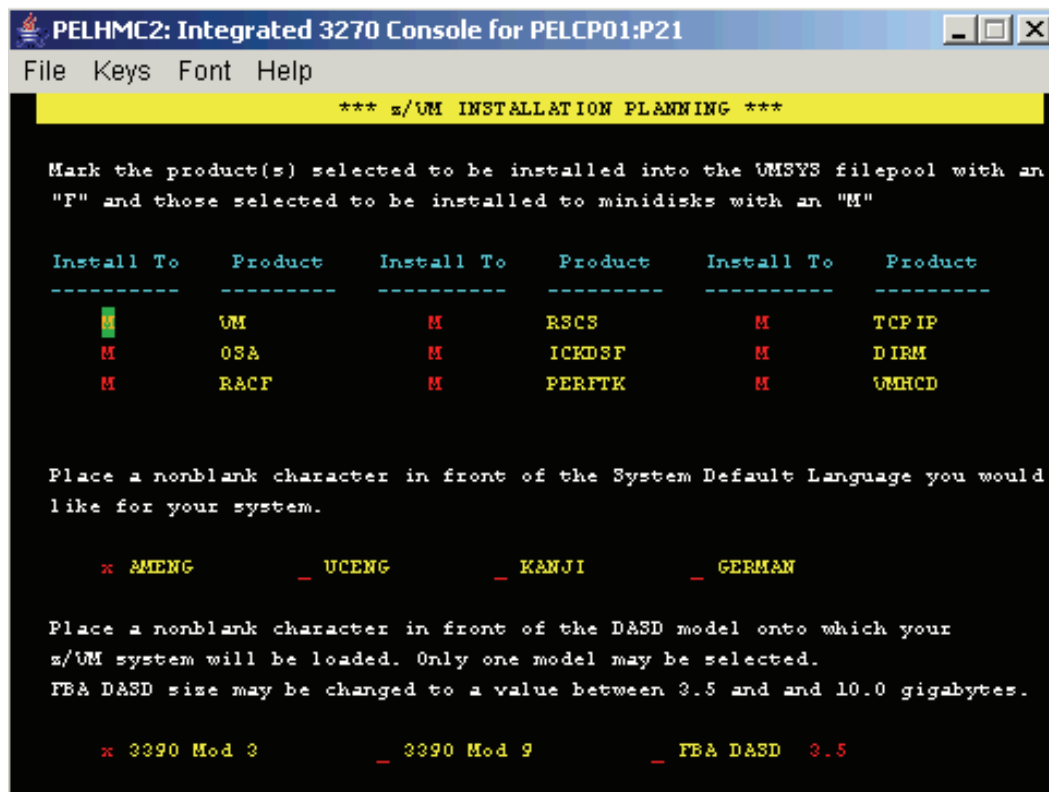 PELHMC2: Integrated 3270 Console for PELCP01:P21
File Keys Font Help
*** z/VM INSTALLATION PLANNING ***
Mark the product(s) selected to be installed into the VMSYS filepool with an
"F" and those selected to be installed to minidisks with an "M"
Install To Product Install To Product Install To Product
---------- --------- ---------- --------- ---------- ---------
M VM M RSCS M TCPIP
M OSA M ICKDSF M DIRM
M RACF M PERFTK M VMHCD
Place a nonblank character in front of the System Default Language you would
like for your system.
x AMENG _ UCENG _ KANJI _ GERMAN
Place a nonblank character in front of the DASD model onto which your
z/VM system will be loaded. Only one model may be selected.
FBA DASD size may be changed to a value between 3.5 and and 10.0 gigabytes.
x 3390 Mod 3 _ 3390 Mod 9 _ FBA DASD 3.5